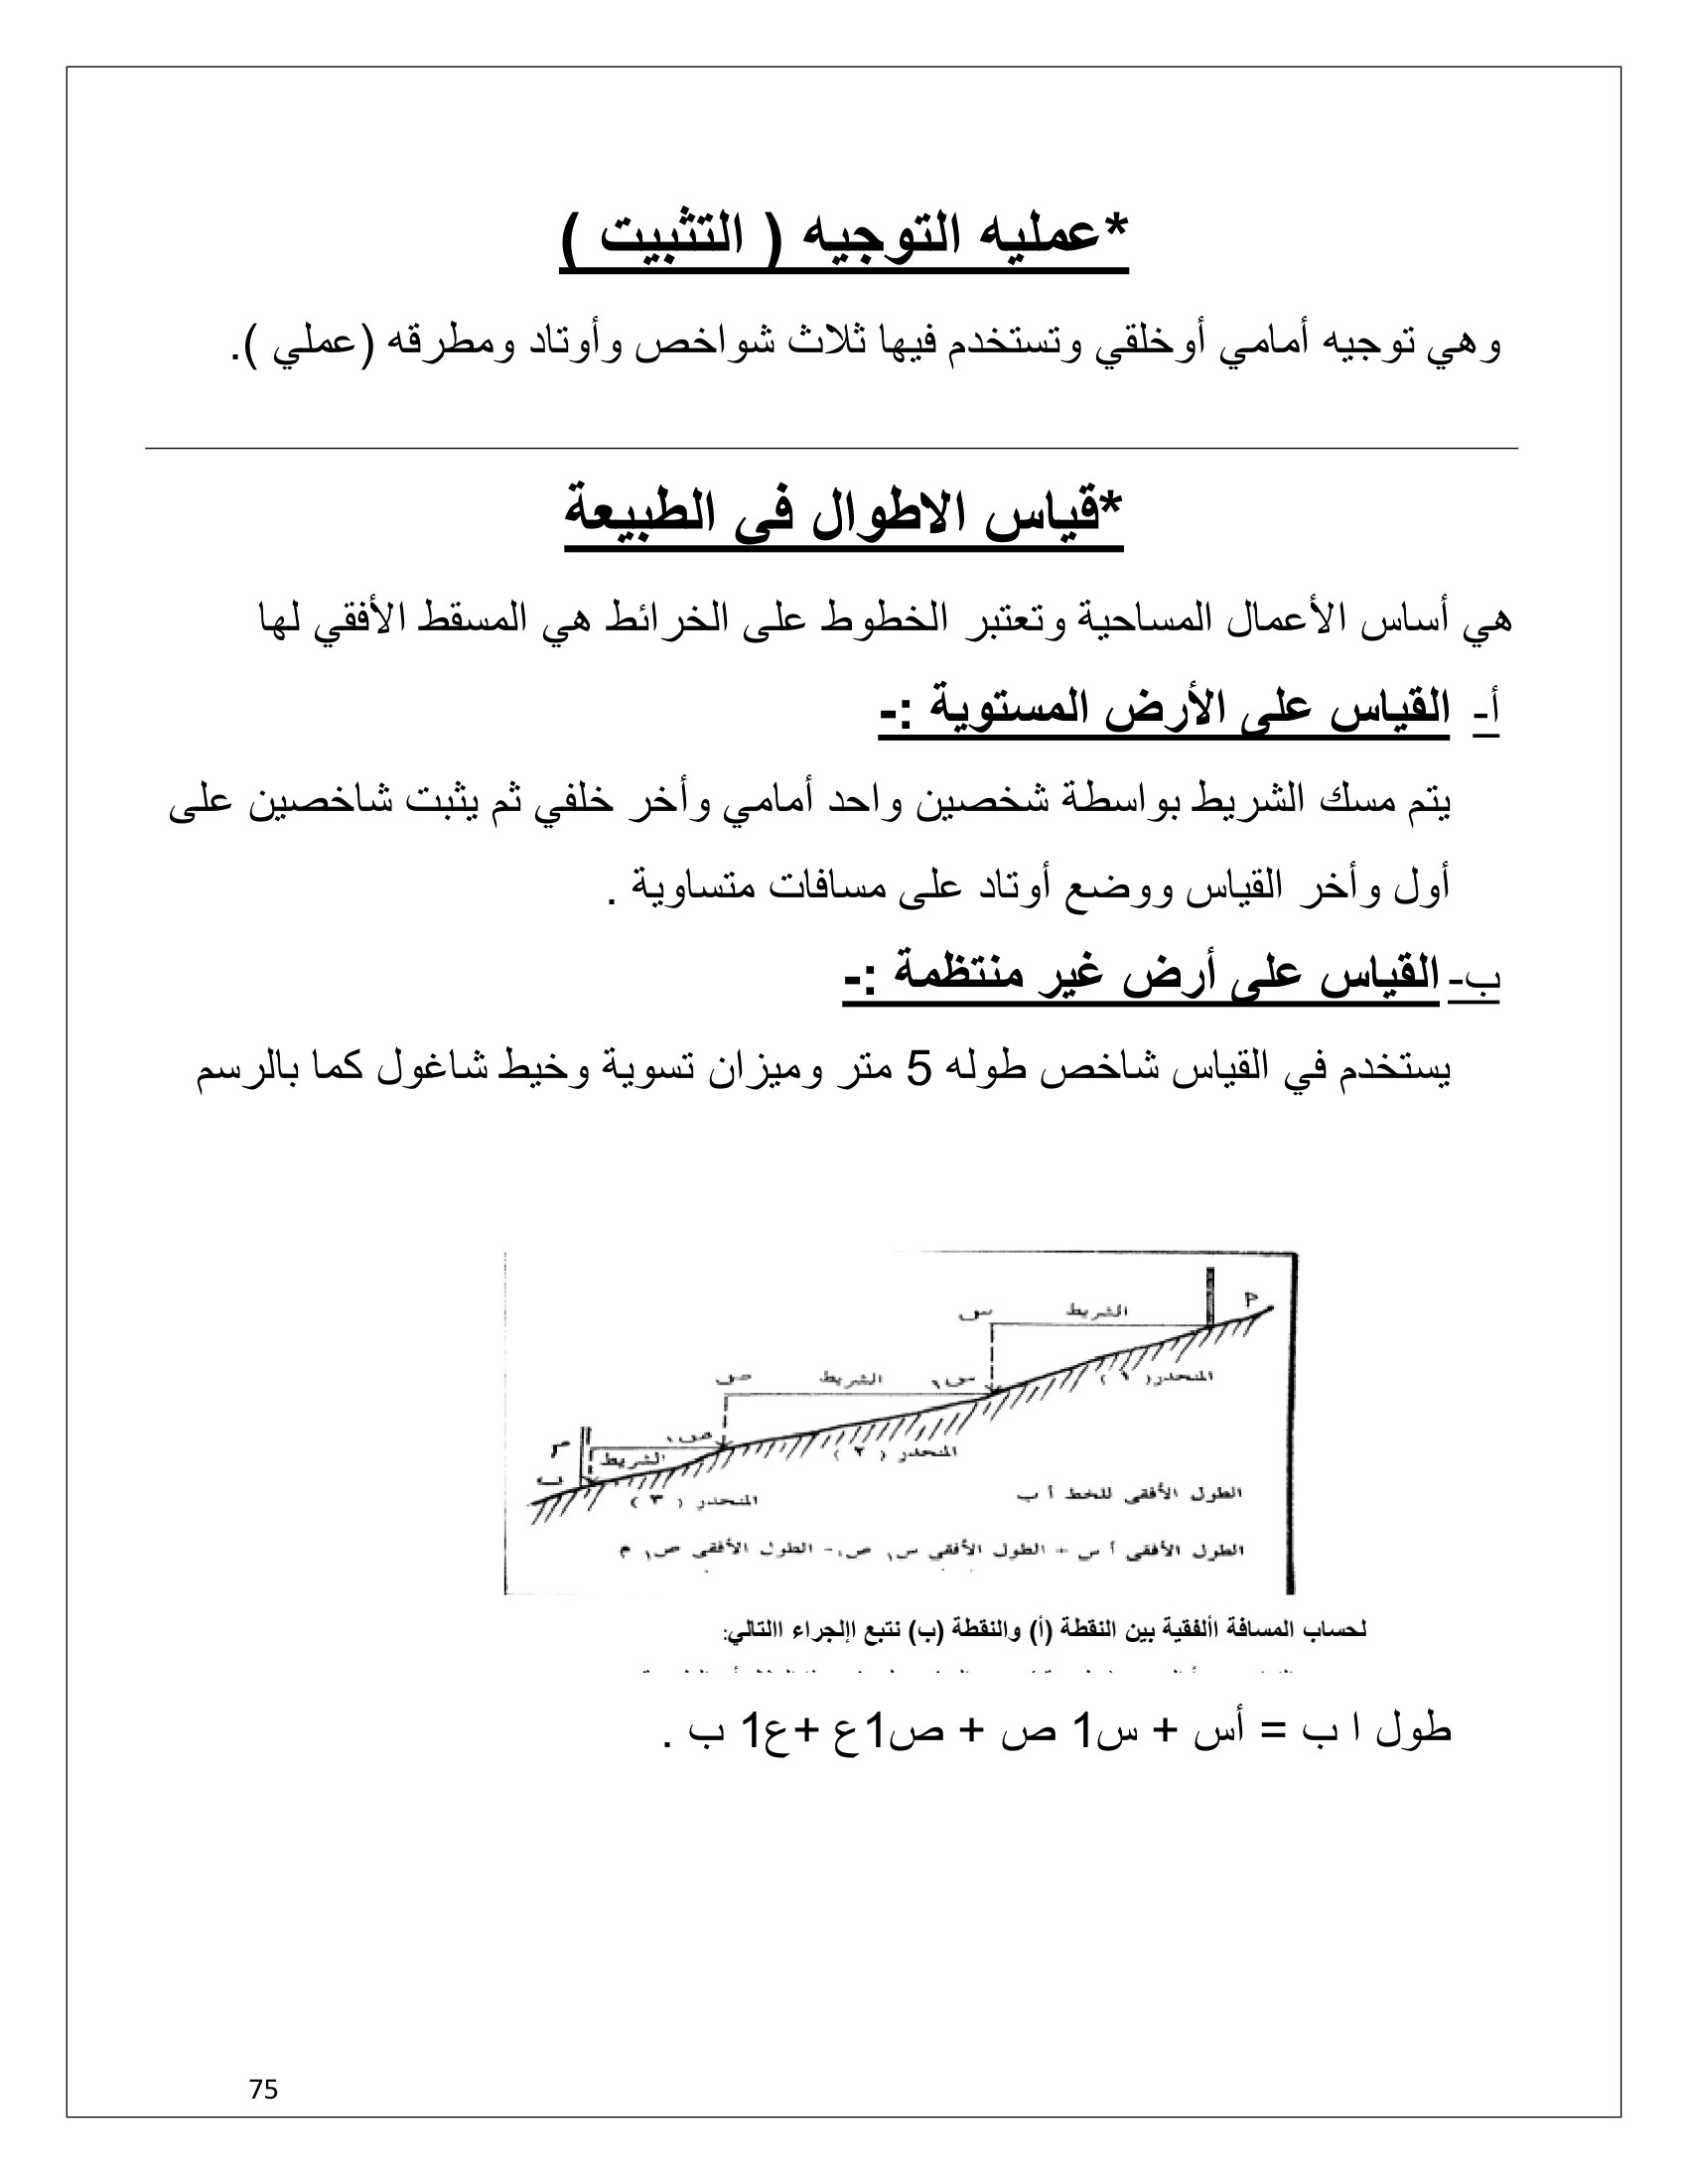 *عمليه التوجيه ( التثبيت )
وهي توجيه أمامي أوخلقي وتستخدم فيها ثلاث شواخص وأوتاد ومطرقه (عملي ).
*قياس الاطوال فى الطبيعة
هي أساس الأعمال المساحية وتعتبر الخطوط على الخرائط هي المسقط الأفقي لها
أ- القياس على الأرض المستوية :-
يتم مسك الشريط بواسطة شخصين واحد أمامي وأخر خلفي ثم يثبت شاخصين على
أول وأخر القياس ووضع أوتاد على مسافات متساوية .
ب- القياس على أرض غير منتظمة :-
يستخدم في القياس شاخص طوله 5 متر وميزان تسوية وخيط شاغول كما بالرسم
أ
الشريط
س
المنحدر ( ١ )
س١
الشريط
ص
المنحدر ( ٢ )
ص١
الشريط
م
ب
المنحدر ( ٣ )
الطول الأفقى للخط أ ب
الطول الأفقى أ س + الطول الأفقي س١ ص،- الطول الأفقي ص١ م
لحساب المسافة األفقية بين النقطة (أ) والنقطة (ب) نتبع اإلجراء االتالي:
طول ا ب = أس + س1 ص + ص1ع +ع1 ب .
75